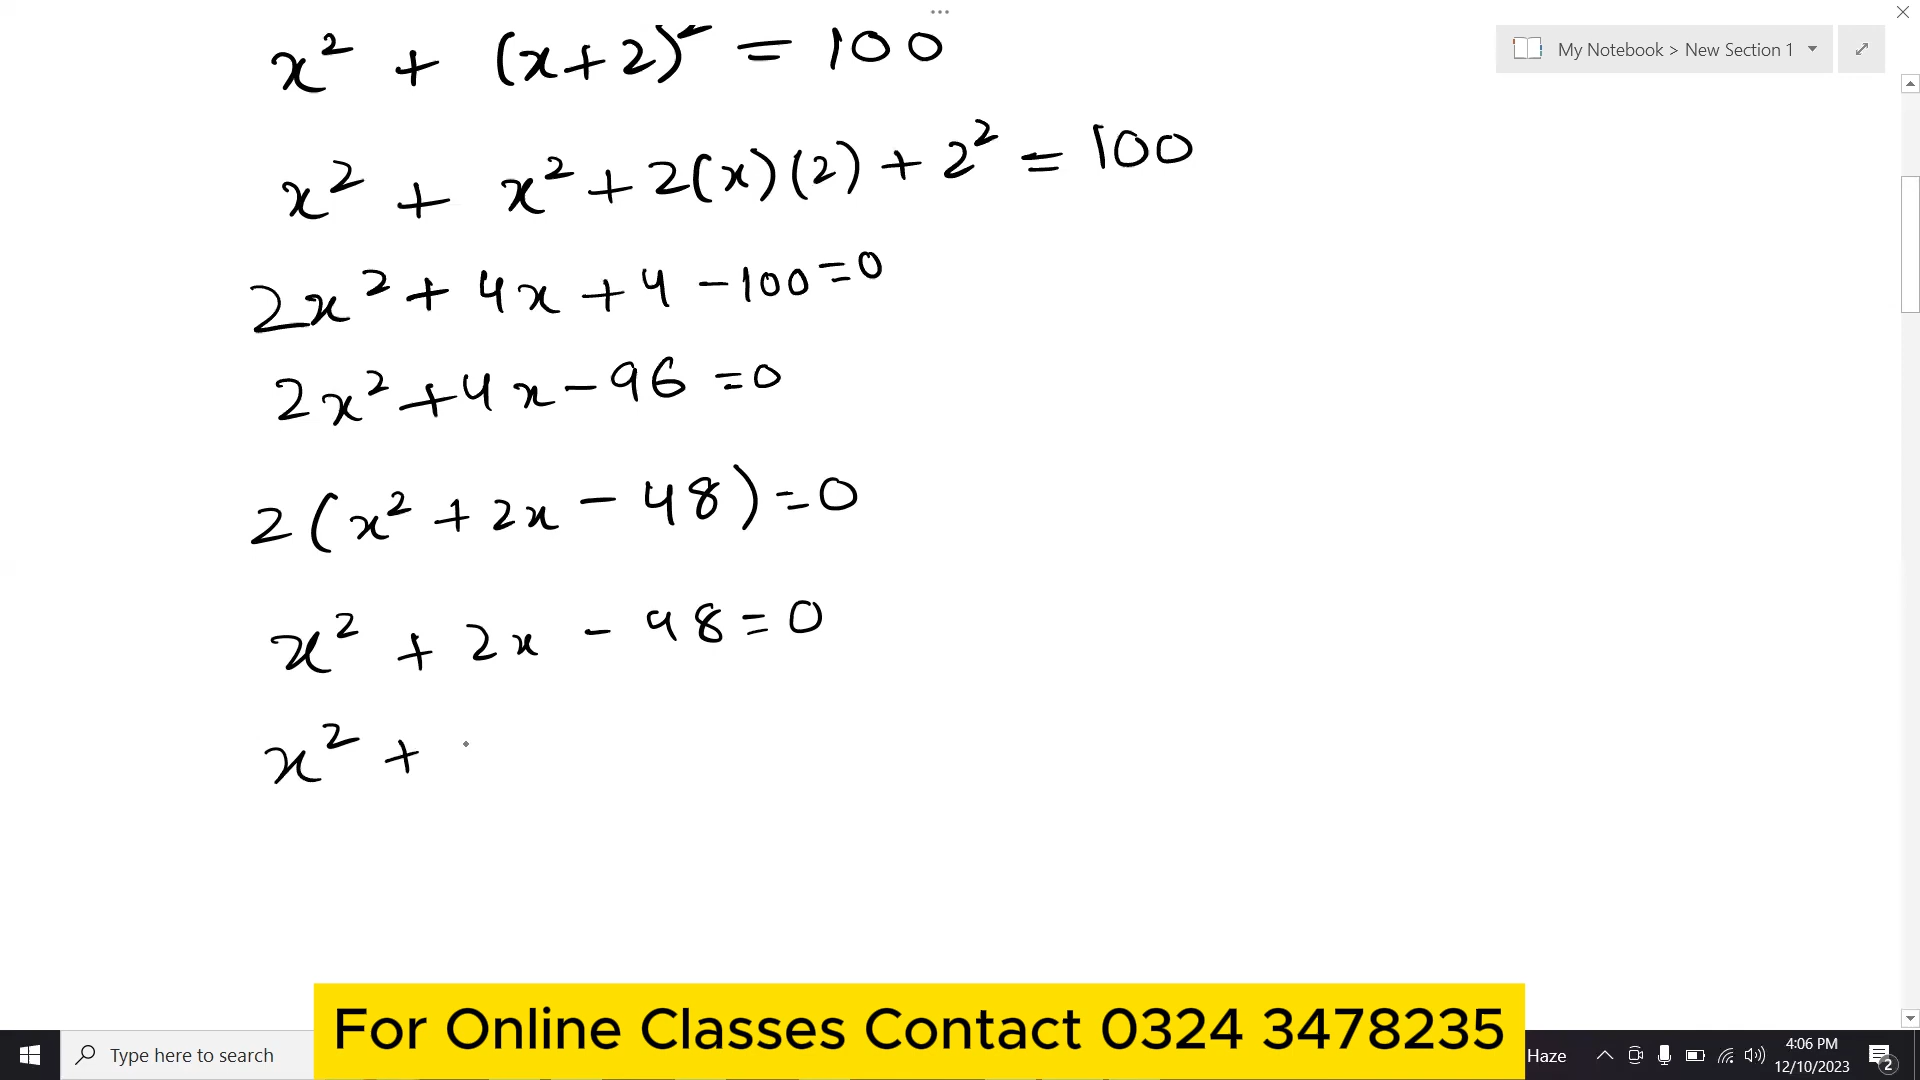 x² + (x+2)² = 100
My Notebook > New Section 1
x² + x² + 2(x)(2) + 2² = 100
2x² + 4x + 4 - 100 = 0
2x² + 4x - 96 = 0
2(x² + 2x - 48) = 0
x² + 2x - 48 = 0
x² +
For Online Classes Contact 0324 3478235
Type here to search
Haze
4:06 PM
12/10/2023
2